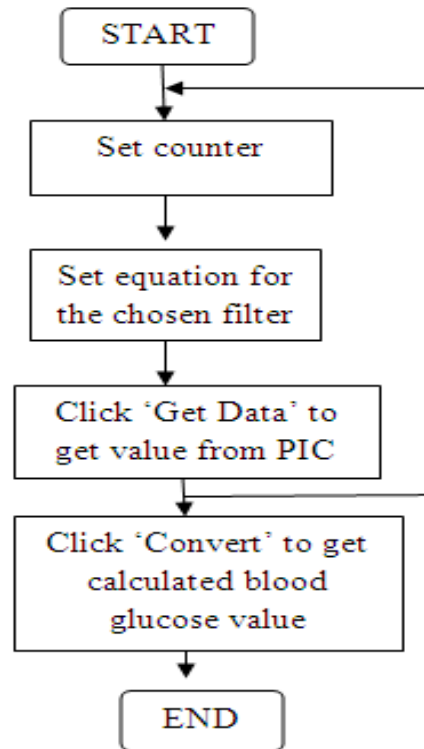 START
Set counter
Set equation for
the chosen filter
Click ‘Get Data’ to
get value from PIC
Click ‘Convert’ to get
calculated blood
glucose value
END